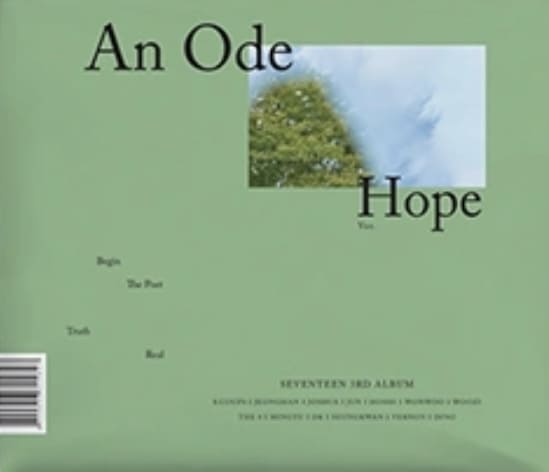 An Ode
Hope
Ver.
Begin
The Poet
Truth
Real
SEVENTEEN 3RD ALBUM
S.COUPS I JEONGHAN I JOSHUA I JUN I HOSHI I WONWOO I WOOZI
THE 8 I MINGYU I DK I SEUNGKWAN I VERNON I DINO